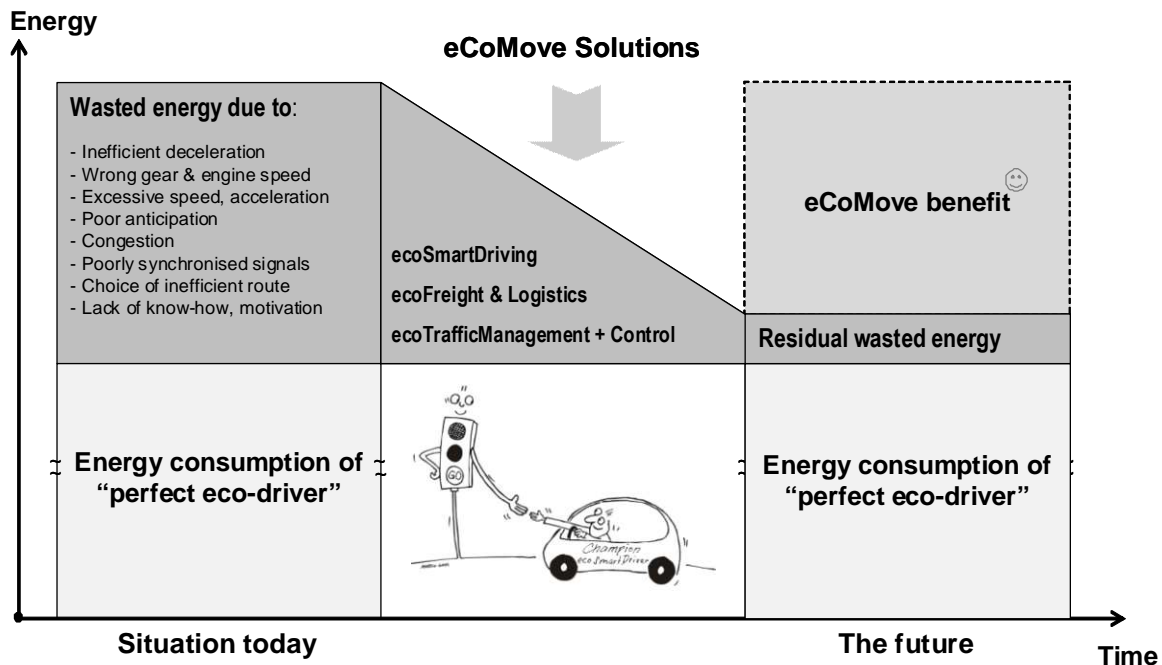 Energy
eCoMove Solutions
Wasted energy due to:
- Inefficient deceleration
- Wrong gear & engine speed
- Excessive speed, acceleration
- Poor anticipation
- Congestion
- Poorly synchronised signals
- Choice of inefficient route
- Lack of know-how, motivation
ecoSmartDriving
ecoFreight & Logistics
ecoTrafficManagement + Control
eCoMove benefit
Residual wasted energy
Energy consumption of
“perfect eco-driver”
GO
Champion
eco SmartDriver
Energy consumption of
“perfect eco-driver”
Situation today
The future
Time